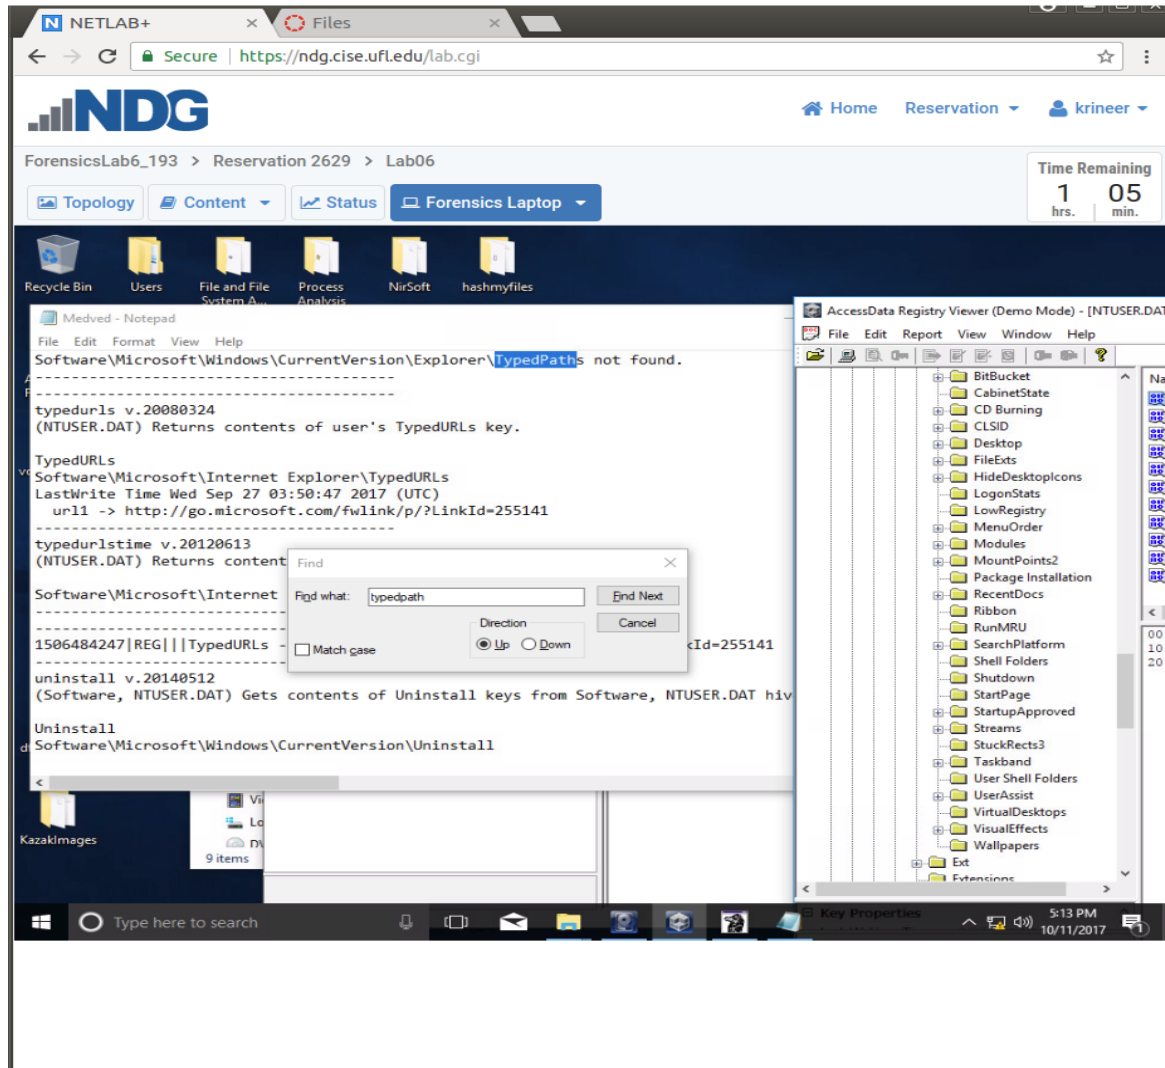 NETLAB+
Files
Secure | https://ndg.cise.ufl.edu/lab.cgi
NDG
Home Reservation krineer
ForensicsLab6_193 > Reservation 2629 > Lab06
Time Remaining
1 05
hrs. min.
Topology Content Status Forensics Laptop
Recycle Bin Users File and File Process NirSoft hashmyfiles
System A... Analysis
Medved - Notepad
File Edit Format View Help
Software\Microsoft\Windows\CurrentVersion\Explorer\TypedPaths not found.
----------------------------------------
----------------------------------------
typedurls v.20080324
(NTUSER.DAT) Returns contents of user's TypedURLs key.
TypedURLs
Software\Microsoft\Internet Explorer\TypedURLs
LastWrite Time Wed Sep 27 03:50:47 2017 (UTC)
url1 -> http://go.microsoft.com/fwlink/p/?LinkId=255141
----------------------------------------
typedurlstime v.20120613
(NTUSER.DAT) Returns content
Software\Microsoft\Internet
1506484247|REG|||TypedURLs - kId=255141
uninstall v.20140512
(Software, NTUSER.DAT) Gets contents of Uninstall keys from Software, NTUSER.DAT hiv
Uninstall
Software\Microsoft\Windows\CurrentVersion\Uninstall
Find
Find what: typedpath
Find Next
Cancel
Direction
Up Down
Match case
KazakImages
9 items
AccessData Registry Viewer (Demo Mode) - [NTUSER.DAT
File Edit Report View Window Help
BitBucket
CabinetState
CD Burning
CLSID
Desktop
FileExts
HideDesktopIcons
LogonStats
LowRegistry
MenuOrder
Modules
MountPoints2
Package Installation
RecentDocs
Ribbon
RunMRU
SearchPlatform
Shell Folders
Shutdown
StartPage
StartupApproved
Streams
StuckRects3
Taskband
User Shell Folders
UserAssist
VirtualDesktops
VisualEffects
Wallpapers
Ext
Extensions
Na
00
10
20
Key Properties
Type here to search
5:13 PM
10/11/2017